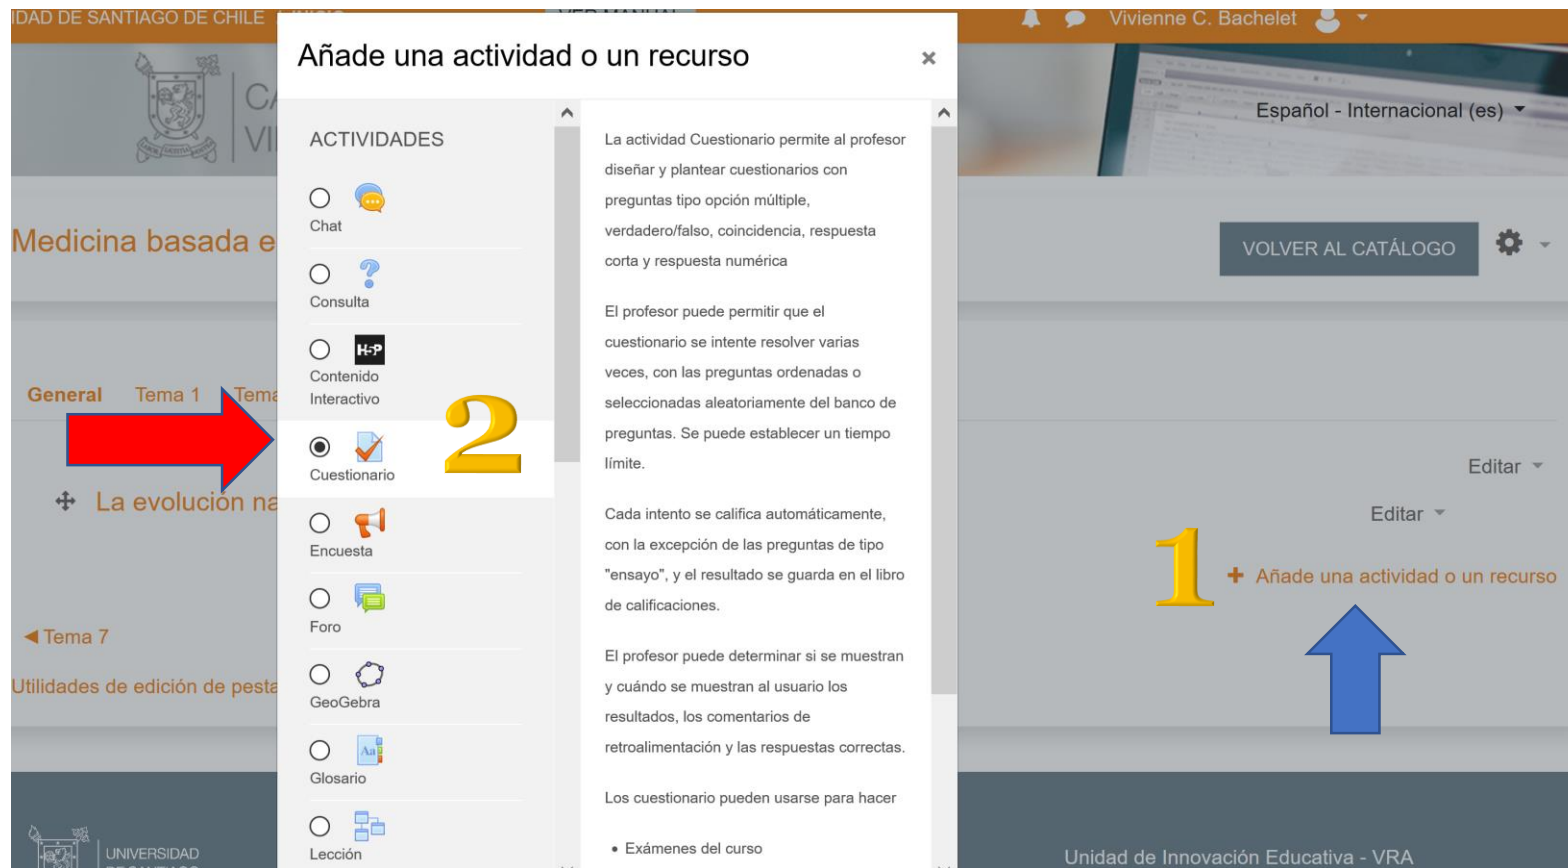 IDAD DE SANTIAGO DE CHILE
VER MANUAL
Vivienne C. Bachelet
Añade una actividad o un recurso
×
Español - Internacional (es)
ACTIVIDADES
Chat
Consulta
H-P
Contenido
Interactivo
Cuestionario
Encuesta
Foro
GeoGebra
Aa
Glosario
Lección
La actividad Cuestionario permite al profesor
diseñar y plantear cuestionarios con
preguntas tipo opción múltiple,
verdadero/falso, coincidencia, respuesta
corta y respuesta numérica
El profesor puede permitir que el
cuestionario se intente resolver varias
veces, con las preguntas ordenadas o
seleccionadas aleatoriamente del banco de
preguntas. Se puede establecer un tiempo
límite.
Cada intento se califica automáticamente,
con la excepción de las preguntas de tipo
"ensayo", y el resultado se guarda en el libro
de calificaciones.
El profesor puede determinar si se muestran
y cuándo se muestran al usuario los
resultados, los comentarios de
retroalimentación y las respuestas correctas.
Los cuestionario pueden usarse para hacer
• Exámenes del curso
2
Medicina basada e
VOLVER AL CATÁLOGO
General Tema 1 Tema
La evolución na
Editar
Editar
1
+ Añade una actividad o un recurso
◄ Tema 7
Utilidades de edición de pesta
UNIVERSIDAD
Unidad de Innovación Educativa - VRA